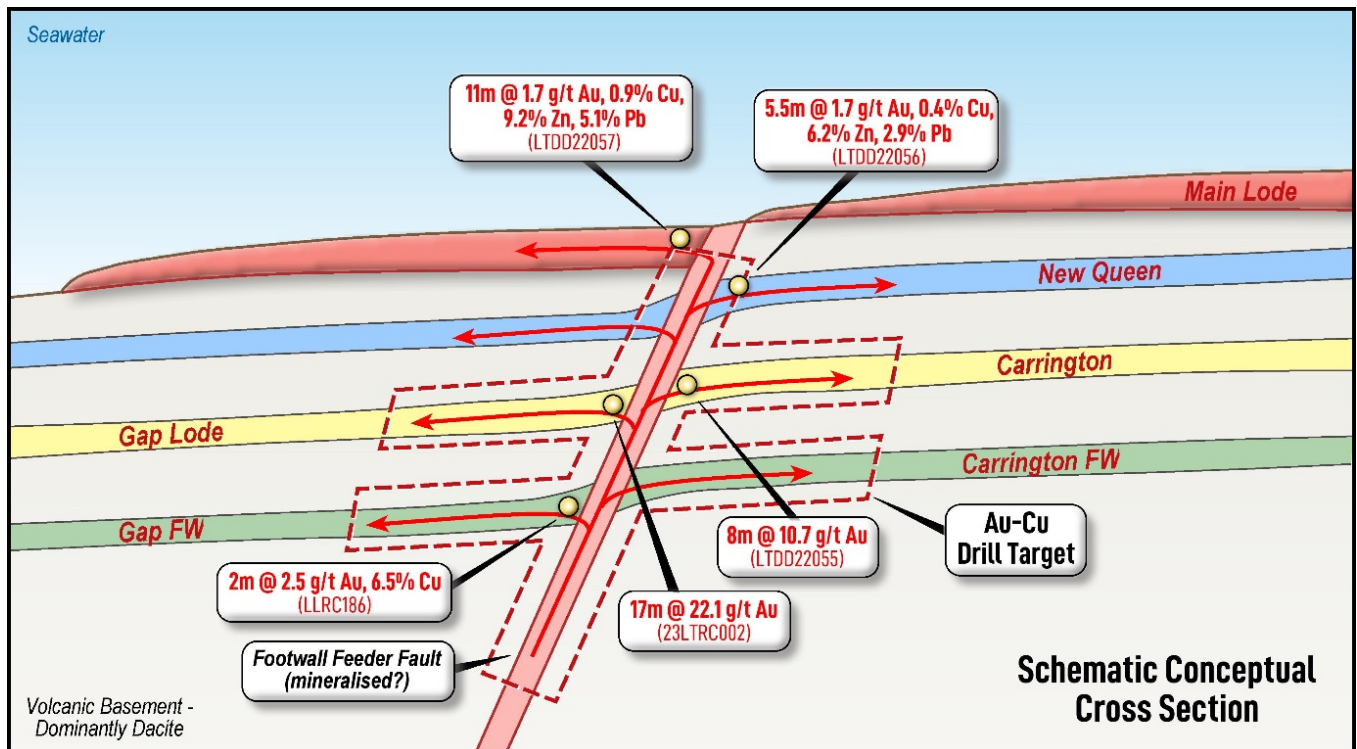 Seawater
11m @ 1.7 g/t Au, 0.9% Cu,
9.2% Zn, 5.1% Pb
(LTDD22057)
5.5m @ 1.7 g/t Au, 0.4% Cu,
6.2% Zn, 2.9% Pb
(LTDD22056)
Main Lode
New Queen
Carrington
Gap Lode
Carrington FW
Gap FW
Au-Cu
Drill Target
8m @ 10.7 g/t Au
(LTDD22055)
2m @ 2.5 g/t Au, 6.5% Cu
(LLRC186)
17m @ 22.1 g/t Au
(23LTRC002)
Footwall Feeder Fault
(mineralised?)
Volcanic Basement -
Dominantly Dacite
Schematic Conceptual
Cross Section